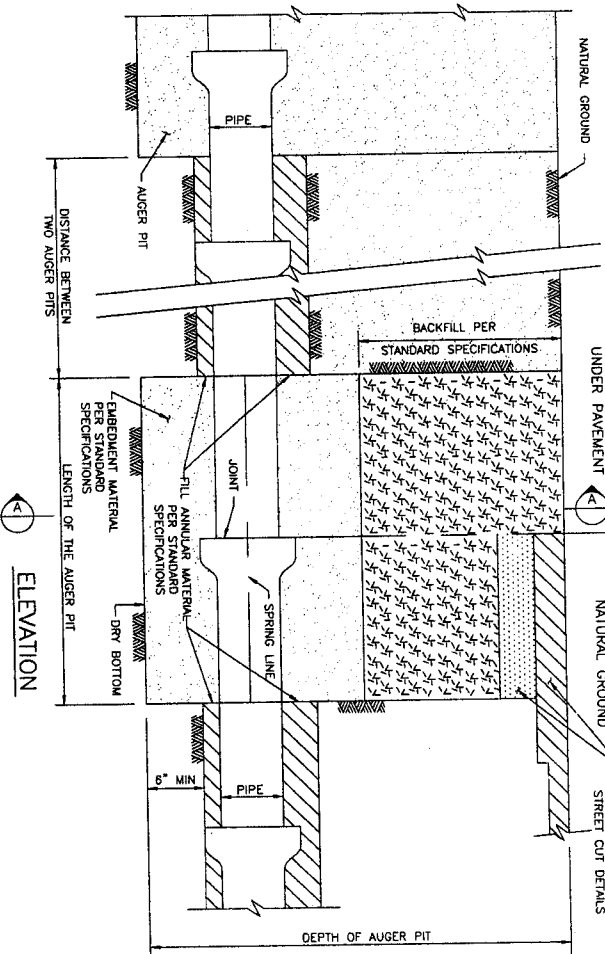 NATURAL GROUND
UNDER PAVEMENT
A
NATURAL GROUND
STREET CUT DETAILS
BACKFILL PER
STANDARD SPECIFICATIONS
PIPE
AUGER PIT
DISTANCE BETWEEN
TWO AUGER PITS
JOINT
SPRING LINE
FILL ANNULAR MATERIAL
PER STANDARD
SPECIFICATIONS
EMBEDMENT MATERIAL
PER STANDARD
SPECIFICATIONS
DRY BOTTOM
6" MIN
PIPE
LENGTH OF THE AUGER PIT
DEPTH OF AUGER PIT
A
ELEVATION